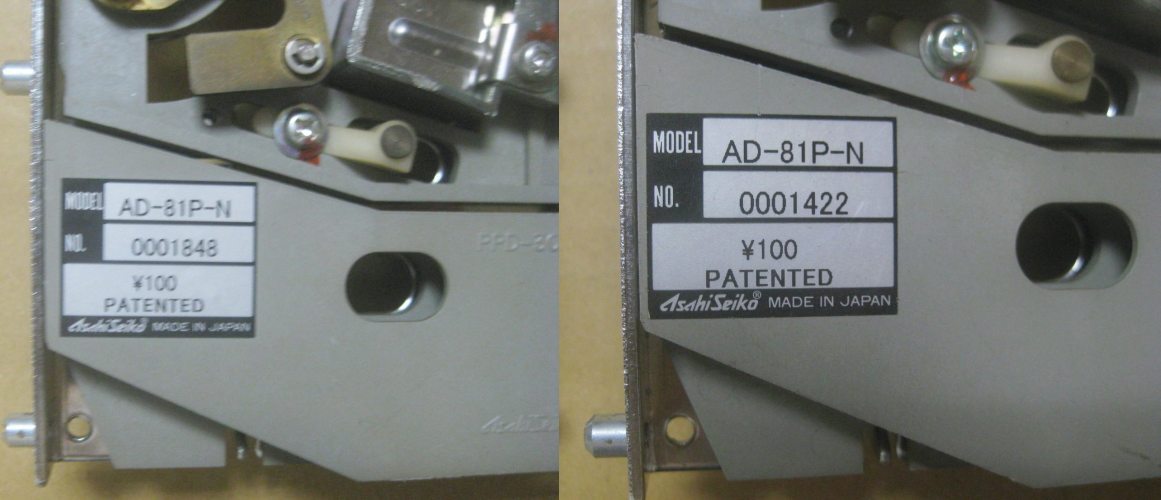 MODEL AD-81P-N
NO. 0001848
¥100
PATENTED
AsahiSeiko MADE IN JAPAN
AsahiSeiko
MODEL AD-81P-N
NO. 0001422
¥100
PATENTED
AsahiSeiko® MADE IN JAPAN